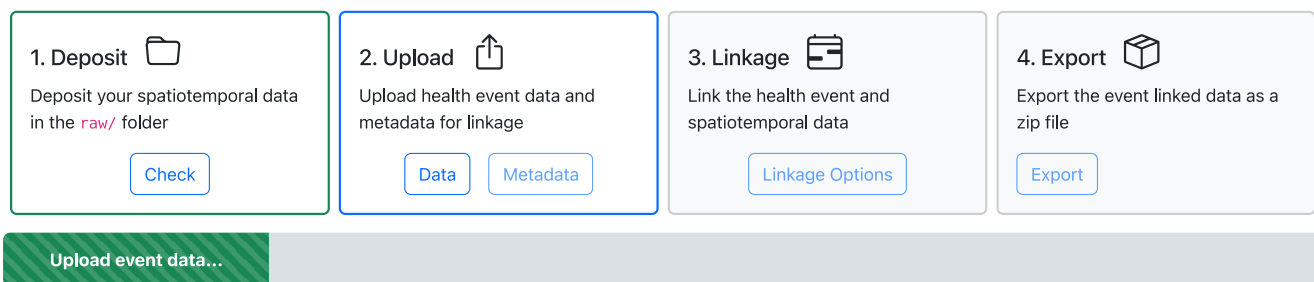 1. Deposit
Deposit your spatiotemporal data
in the raw/ folder
Check
2. Upload
Upload health event data and
metadata for linkage
Data
Metadata
3. Linkage
Link the health event and
spatiotemporal data
Linkage Options
4. Export
Export the event linked data as a
zip file
Export
Upload event data...